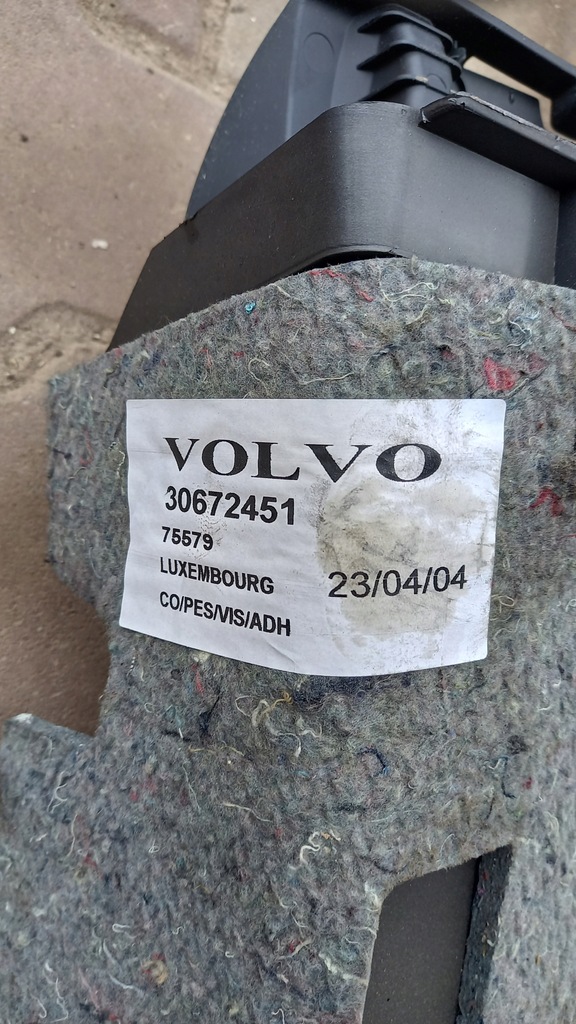 VOLVO
30672451
75579
LUXEMBOURG 23/04/04
CO/PES/VIS/ADH